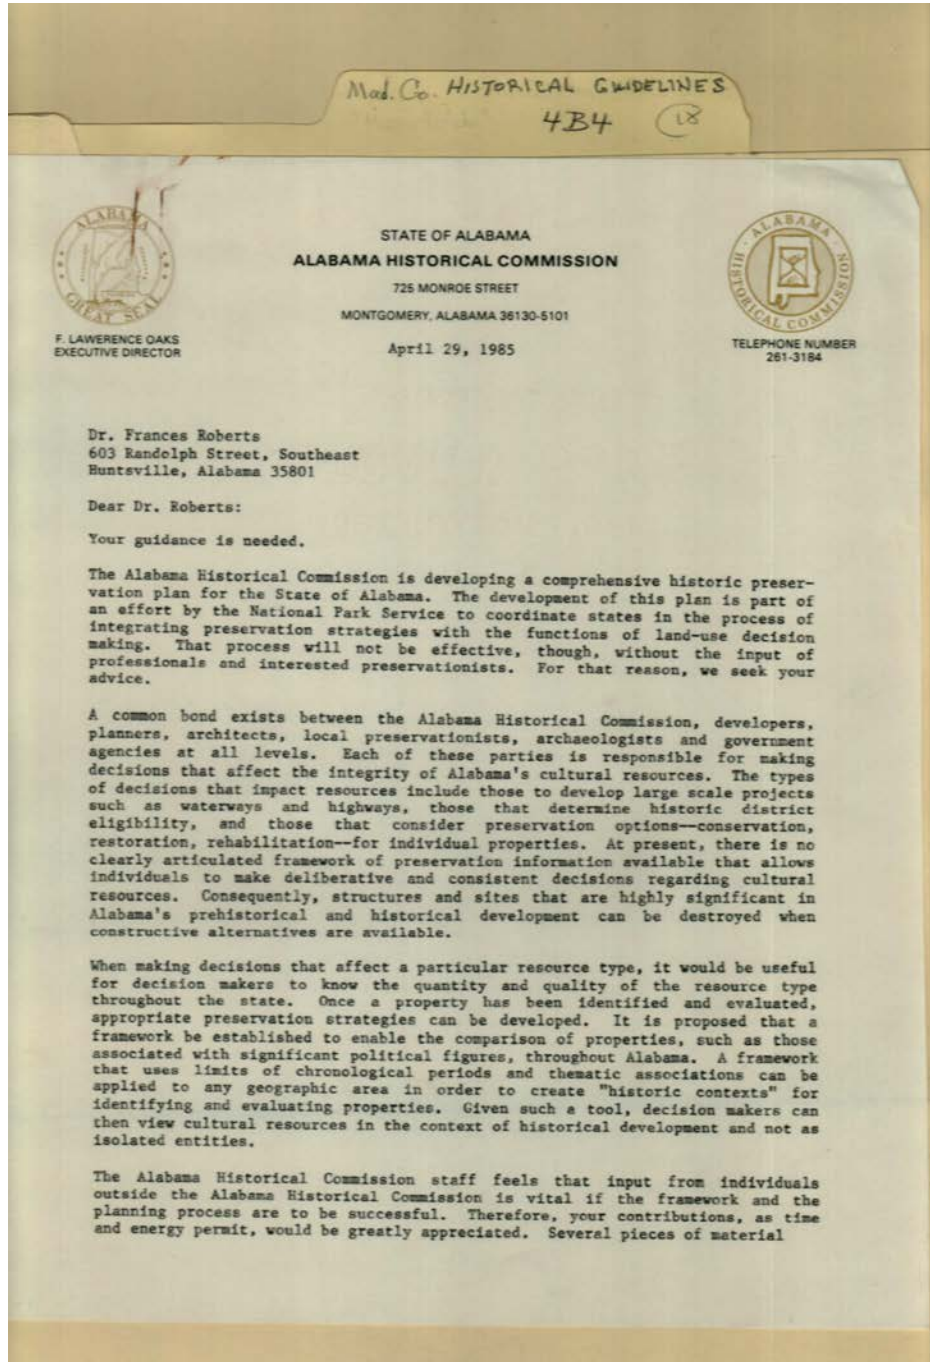 Mad. Co. HISTORICAL GUIDELINES
4B4 18
ALABAMA
GREAT SEAL
F. LAWERENCE OAKS
EXECUTIVE DIRECTOR
STATE OF ALABAMA
ALABAMA HISTORICAL COMMISSION
725 MONROE STREET
MONTGOMERY, ALABAMA 36130-5101
April 29, 1985
ALABAMA
HISTORICAL COMMISSION
TELEPHONE NUMBER
261-3184
Dr. Frances Roberts
603 Randolph Street, Southeast
Huntsville, Alabama 35801
Dear Dr. Roberts:
Your guidance is needed.
The Alabama Historical Commission is developing a comprehensive historic preser-
vation plan for the State of Alabama. The development of this plan is part of
an effort by the National Park Service to coordinate states in the process of
integrating preservation strategies with the functions of land-use decision
making. That process will not be effective, though, without the input of
professionals and interested preservationists. For that reason, we seek your
advice.
A common bond exists between the Alabama Historical Commission, developers,
planners, architects, local preservationists, archaeologists and government
agencies at all levels. Each of these parties is responsible for making
decisions that affect the integrity of Alabama's cultural resources. The types
of decisions that impact resources include those to develop large scale projects
such as waterways and highways, those that determine historic district
eligibility, and those that consider preservation options--conservation,
restoration, rehabilitation--for individual properties. At present, there is no
clearly articulated framework of preservation information available that allows
individuals to make deliberative and consistent decisions regarding cultural
resources. Consequently, structures and sites that are highly significant in
Alabama's prehistorical and historical development can be destroyed when
constructive alternatives are available.
When making decisions that affect a particular resource type, it would be useful
for decision makers to know the quantity and quality of the resource type
throughout the state. Once a property has been identified and evaluated,
appropriate preservation strategies can be developed. It is proposed that a
framework be established to enable the comparison of properties, such as those
associated with significant political figures, throughout Alabama. A framework
that uses limits of chronological periods and thematic associations can be
applied to any geographic area in order to create "historic contexts" for
identifying and evaluating properties. Given such a tool, decision makers can
then view cultural resources in the context of historical development and not as
isolated entities.
The Alabama Historical Commission staff feels that input from individuals
outside the Alabama Historical Commission is vital if the framework and the
planning process are to be successful. Therefore, your contributions, as time
and energy permit, would be greatly appreciated. Several pieces of material